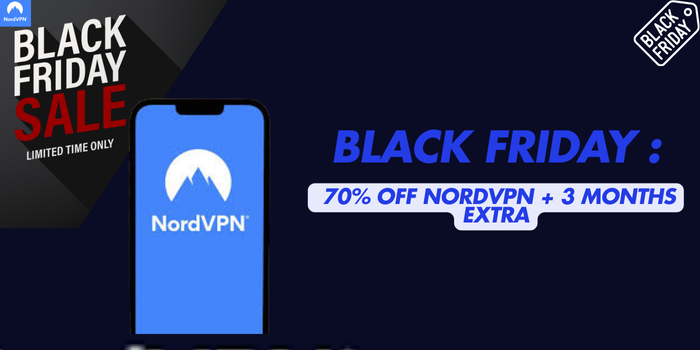 NordVPN
BLACK
FRIDAY
SALE
LIMITED TIME ONLY
NordVPN
BLACK
FRIDAY
BLACK FRIDAY :
70% OFF NORDVPN + 3 MONTHS
EXTRA